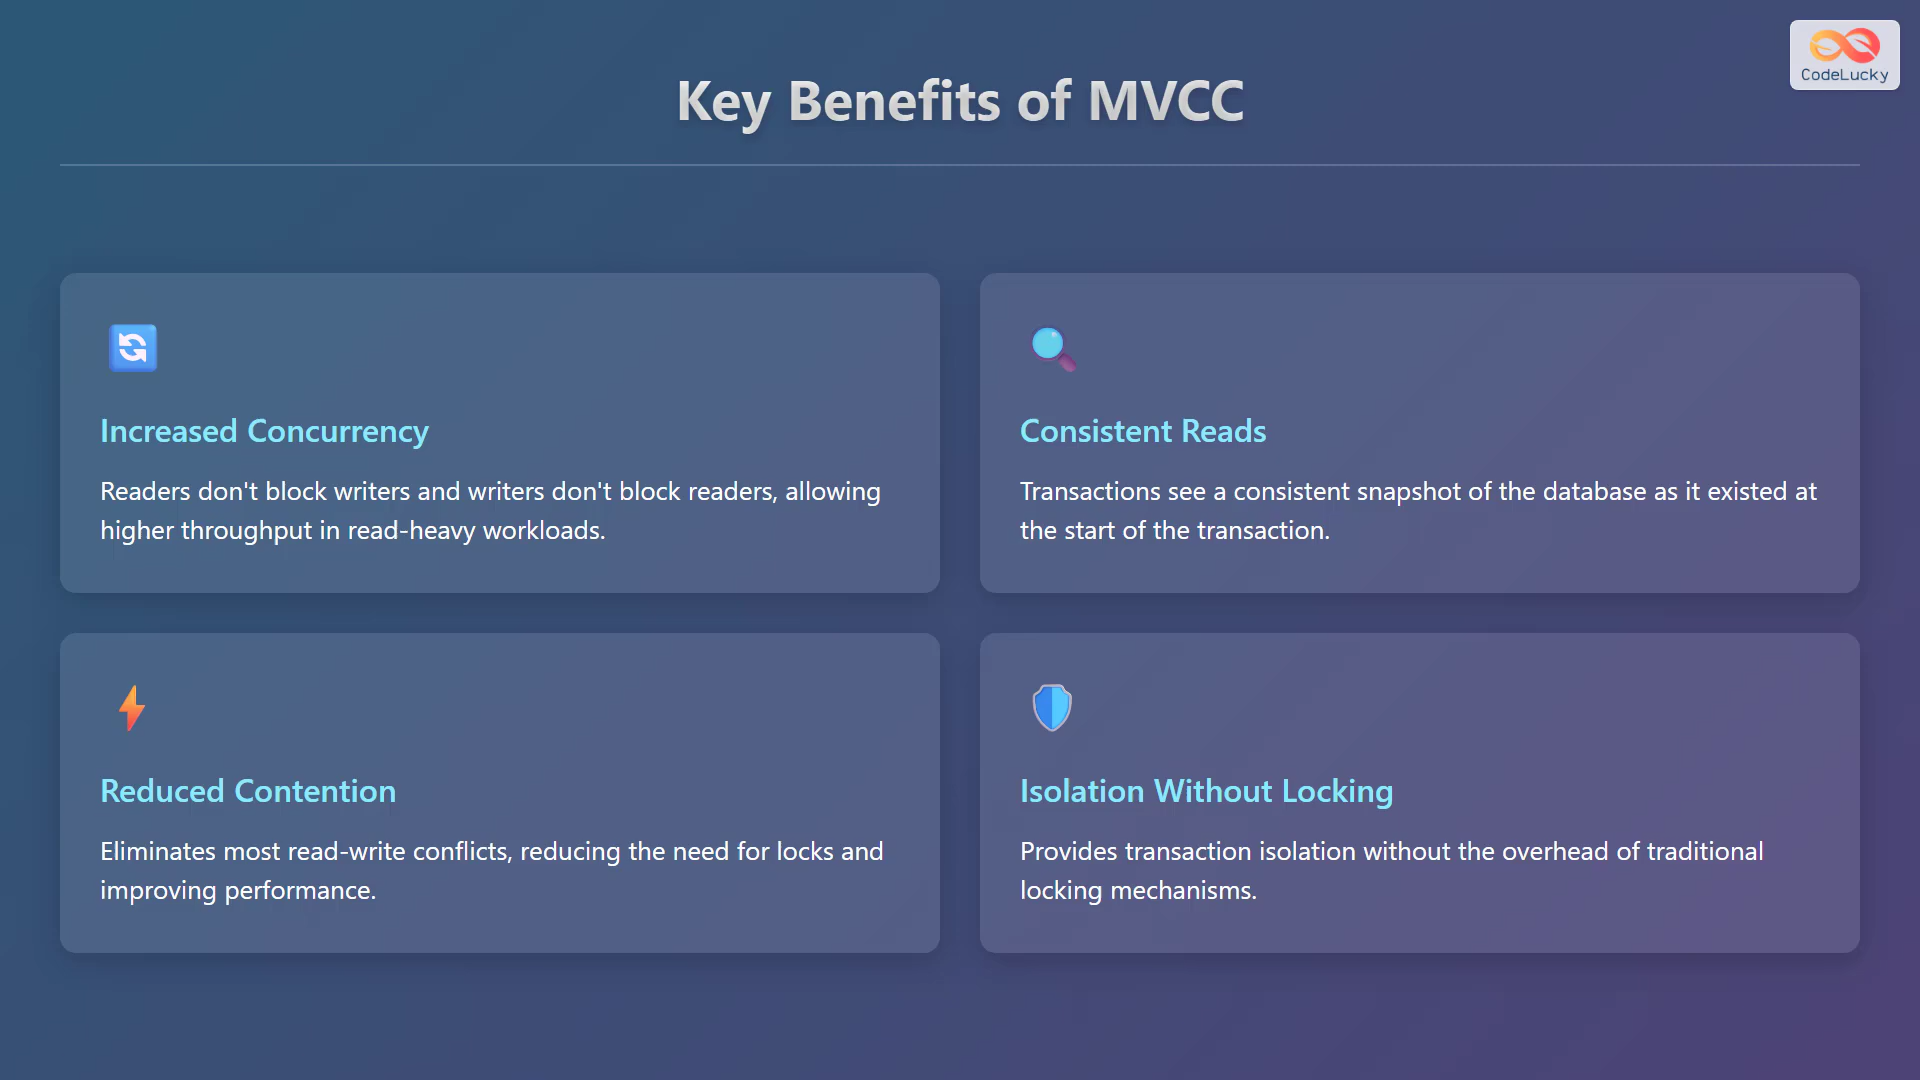 CodeLucky
Key Benefits of MVCC
Increased Concurrency
Readers don't block writers and writers don't block readers, allowing
higher throughput in read-heavy workloads.
Consistent Reads
Transactions see a consistent snapshot of the database as it existed at
the start of the transaction.
Reduced Contention
Eliminates most read-write conflicts, reducing the need for locks and
improving performance.
Isolation Without Locking
Provides transaction isolation without the overhead of traditional
locking mechanisms.